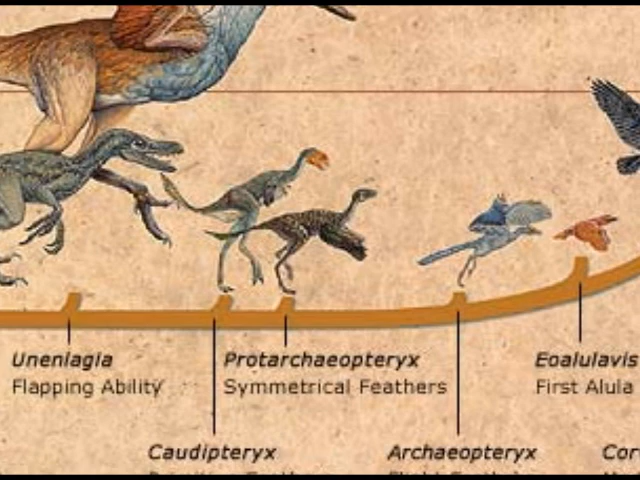 Unenlagia
Flapping Ability
Protarchaeopteryx
Symmetrical Feathers
Eoalulavis
First Alula
Caudipteryx
Archaeopteryx